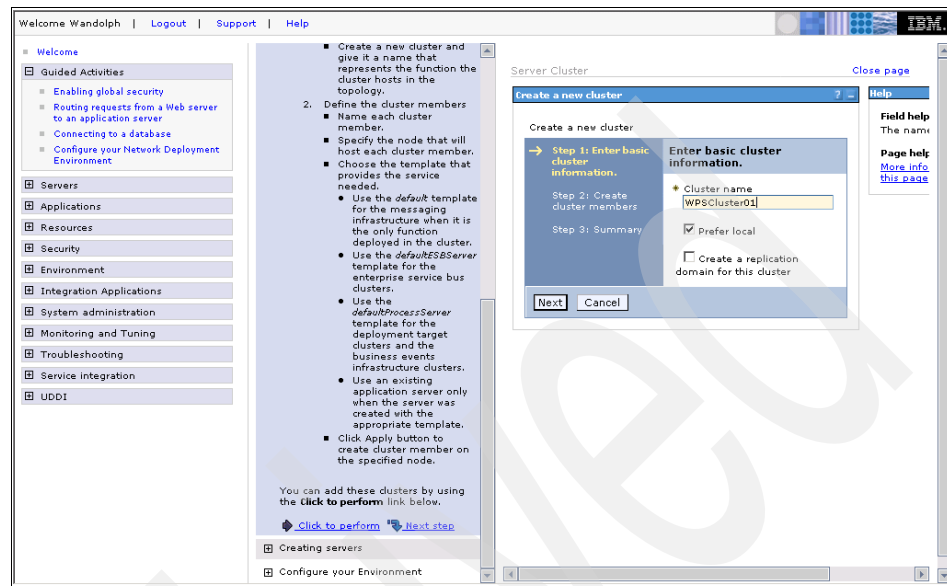 Welcome Wandolph | Logout | Support | Help
IBM.
Welcome
Guided Activities
Enabling global security
Routing requests from a Web server
to an application server
Connecting to a database
Configure your Network Deployment
Environment
Servers
Applications
Resources
Security
Environment
Integration Applications
System administration
Monitoring and Tuning
Troubleshooting
Service integration
UDDI
Create a new cluster and
give it a name that
represents the function the
cluster hosts in the
topology.
2. Define the cluster members
Name each cluster
member.
Specify the node that will
host each cluster member.
Choose the template that
provides the service
needed.
Use the default template
for the messaging
infrastructure when it is
the only function
deployed in the cluster.
Use the defaultESBServer
template for the
enterprise service bus
clusters.
Use the
defaultProcessServer
template for the
deployment target
clusters and the
business events
infrastructure clusters.
Use an existing
application server only
when the server was
created with the
appropriate template.
Click Apply button to
create cluster member on
the specified node.
You can add these clusters by using
the Click to perform link below.
Click to perform Next step
Creating servers
Configure your Environment
Server Cluster
Close page
Create a new cluster ? _
Create a new cluster
Step 1: Enter basic
cluster
information.
Step 2: Create
cluster members
Step 3: Summary
Enter basic cluster
information.
* Cluster name
WPSCluster01
Prefer local
Create a replication
domain for this cluster
Next Cancel
Help
Field help
The name
Page help
More info
this page